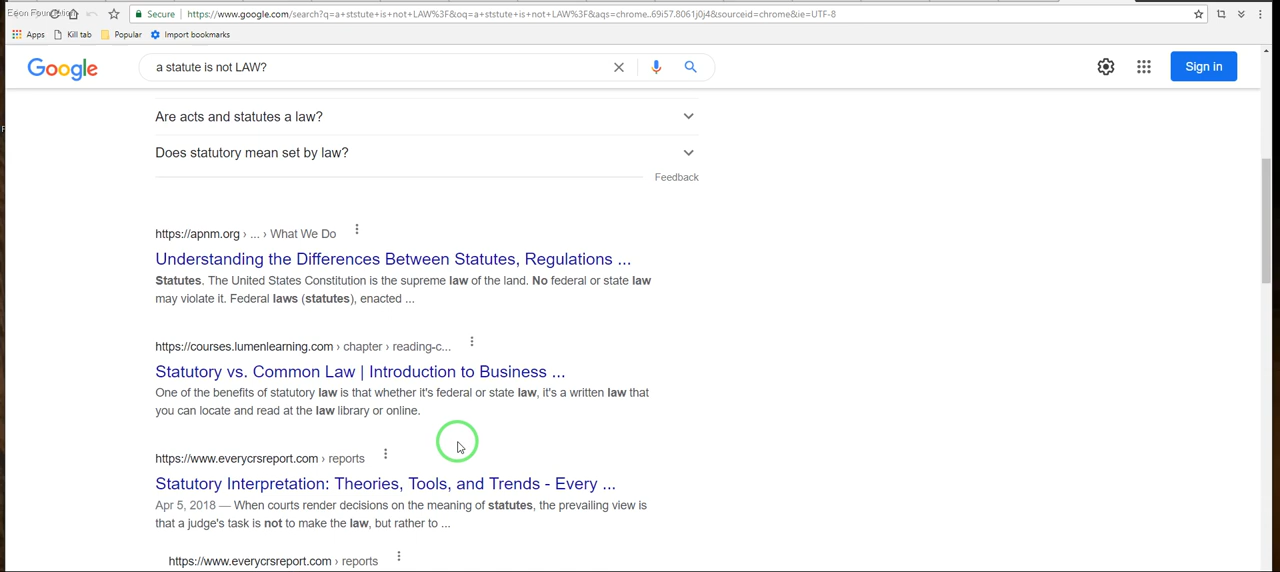 Eeon Foundation
Secure
https://www.google.com/search?q=a+ststute+is+not+LAW%3F&oq=a+ststute+is+not+LAW%3F&aqs=chrome..69i57.8061j0j4&sourceid=chrome&ie=UTF-8
Apps Kill tab Popular Import bookmarks
Google a statute is not LAW? Sign in
Are acts and statutes a law?
Does statutory mean set by law?
Feedback
https://apnm.org › ... › What We Do
Understanding the Differences Between Statutes, Regulations ...
Statutes. The United States Constitution is the supreme law of the land. No federal or state law
may violate it. Federal laws (statutes), enacted ...
https://courses.lumenlearning.com › chapter › reading-c...
Statutory vs. Common Law | Introduction to Business ...
One of the benefits of statutory law is that whether it's federal or state law, it's a written law that
you can locate and read at the law library or online.
https://www.everycrsreport.com › reports
Statutory Interpretation: Theories, Tools, and Trends - Every ...
Apr 5, 2018 — When courts render decisions on the meaning of statutes, the prevailing view is
that a judge's task is not to make the law, but rather to ...
https://www.everycrsreport.com › reports